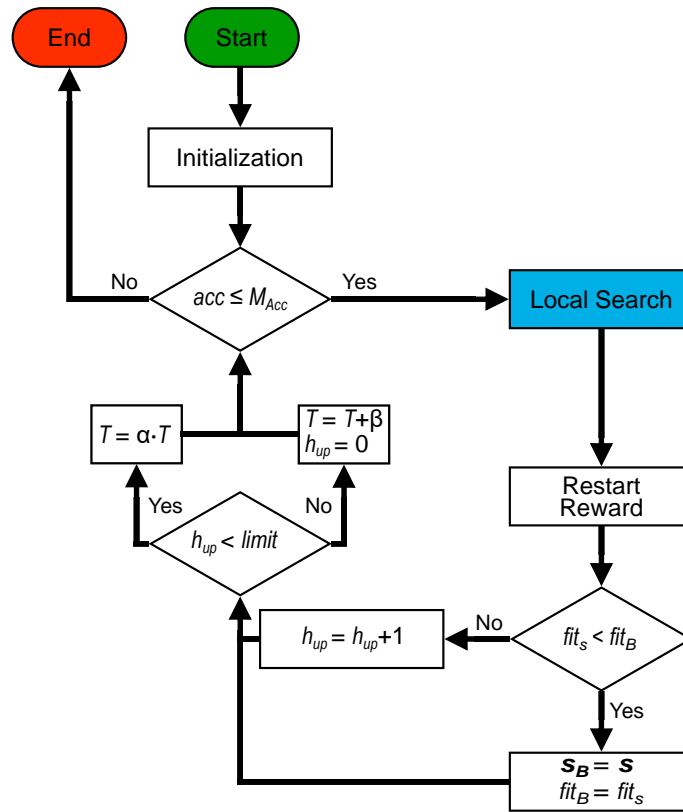 End
Start
Initialization
No
Yes
acc ≤ M_Acc
Local Search
T = α·T
T = T+β
h_up = 0
Restart
Reward
Yes
No
h_up < limit
No
h_up = h_up+1
fit_s < fit_B
Yes
s_B = s
fit_B = fit_s